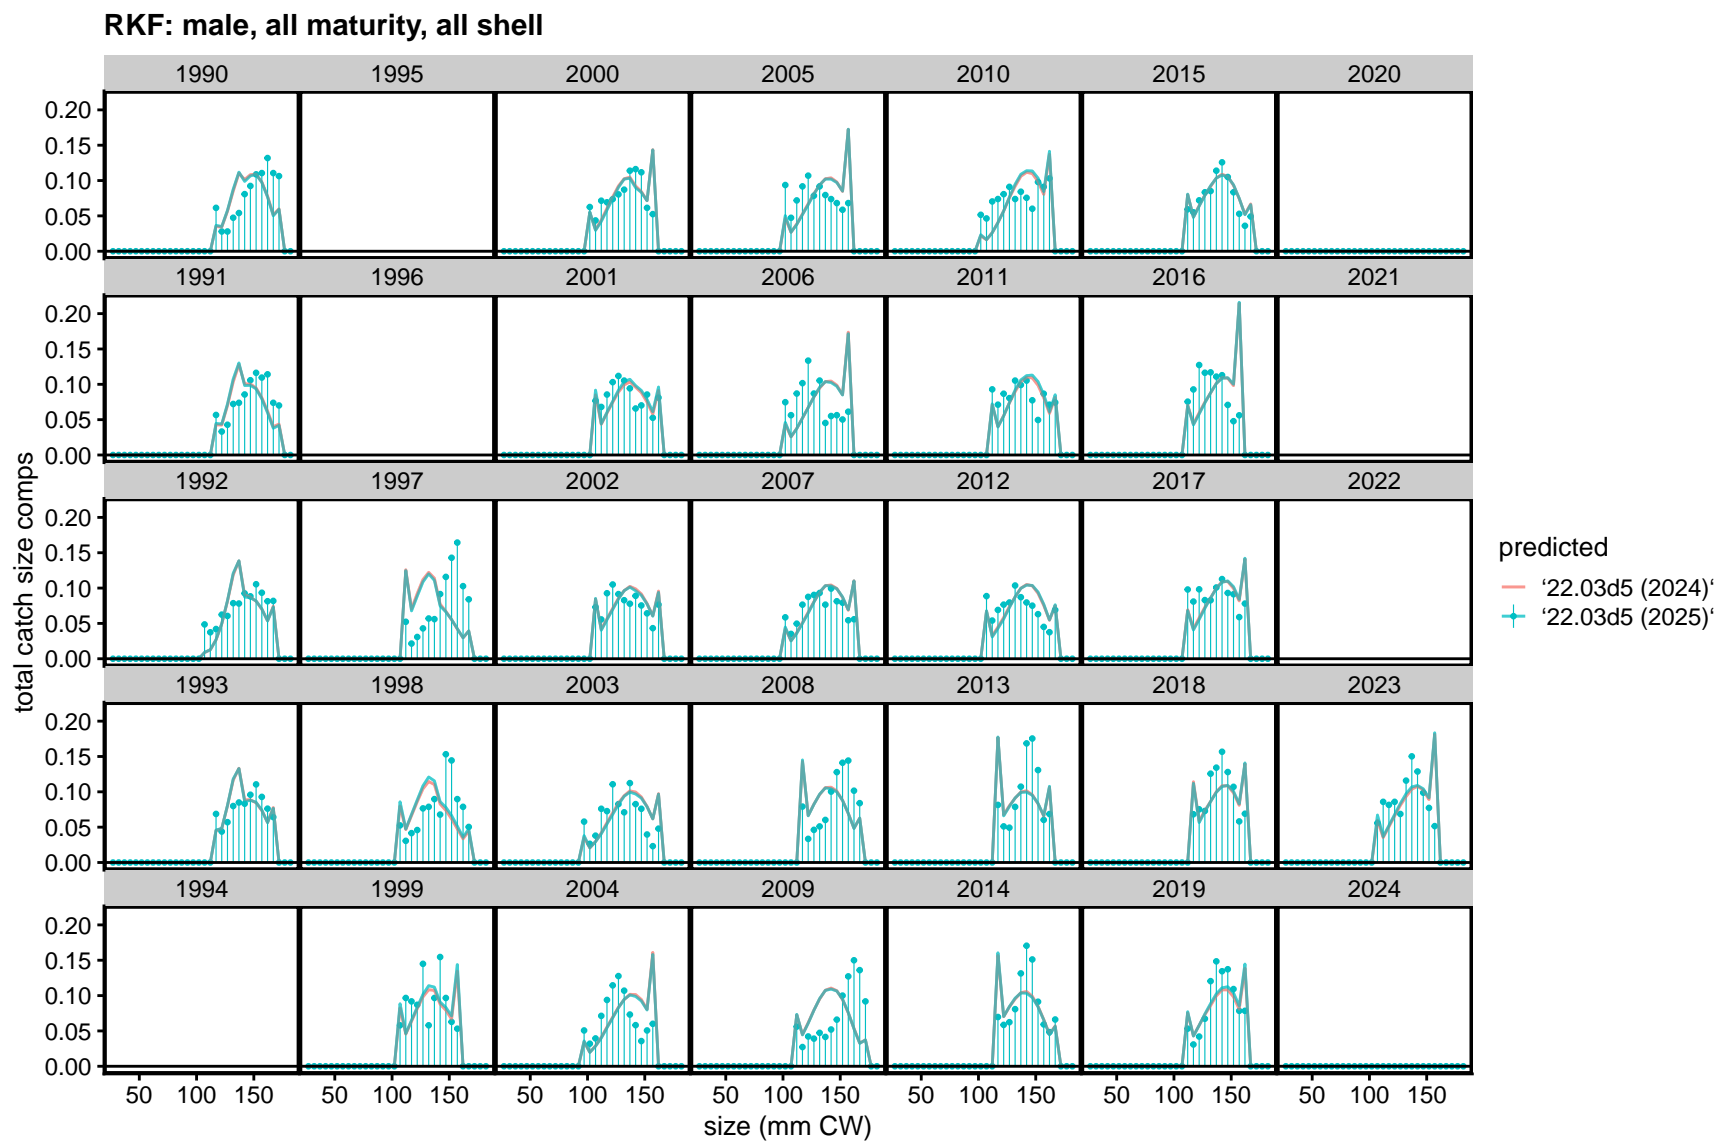 RKF: male, all maturity, all shell
1990 1995 2000 2005 2010 2015 2020
0.20
0.15
0.10
0.05
0.00
1991 1996 2001 2006 2011 2016 2021
0.20
0.15
0.10
0.05
0.00
1992 1997 2002 2007 2012 2017 2022
0.20
0.15
0.10
0.05
0.00
1993 1998 2003 2008 2013 2018 2023
0.20
0.15
0.10
0.05
0.00
1994 1999 2004 2009 2014 2019 2024
0.20
0.15
0.10
0.05
0.00
50 100 150 50 100 150 50 100 150 50 100 150 50 100 150 50 100 150 50 100 150
size (mm CW)
total catch size comps
predicted
‘22.03d5 (2024)‘
‘22.03d5 (2025)‘